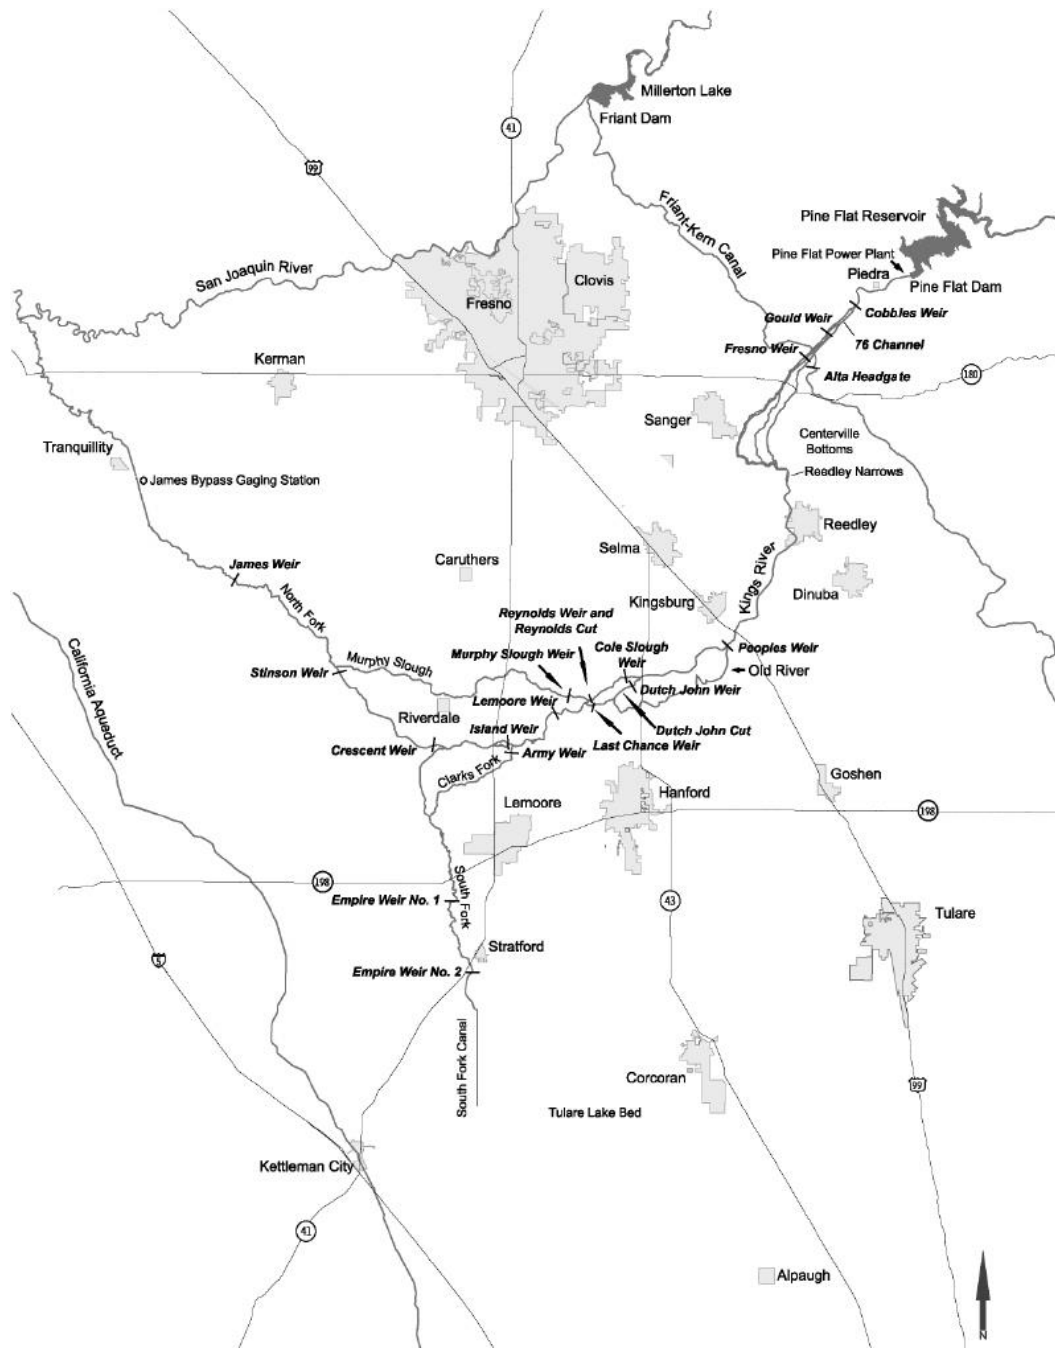 Millerton Lake
Friant Dam
41
99
Friant-Kern Canal
Pine Flat Reservoir
Pine Flat Power Plant
Piedra
Pine Flat Dam
San Joaquin River
Clovis
Fresno
Cobbles Weir
Gould Weir
76 Channel
Fresno Weir
Kerman
Alta Headgate
180
Sanger
Centerville
Bottoms
Tranquillity
Reedley Narrows
James Bypass Gaging Station
Reedley
Selma
Caruthers
James Weir
Kings River
Dinuba
North Fork
Kingsburg
Reynolds Weir and
Reynolds Cut
California Aqueduct
Murphy Slough
Murphy Slough Weir
Cole Slough
Weir
Peoples Weir
Stinson Weir
Old River
Dutch John Weir
Lemoore Weir
Riverdale
Island Weir
Dutch John Cut
Crescent Weir
Army Weir
Last Chance Weir
Clarks Fork
Goshen
Lemoore
Hanford
198
198
South Fork
Empire Weir No. 1
43
Tulare
Stratford
Empire Weir No. 2
5
South Fork Canal
Corcoran
99
Tulare Lake Bed
Kettleman City
41
Alpaugh
N